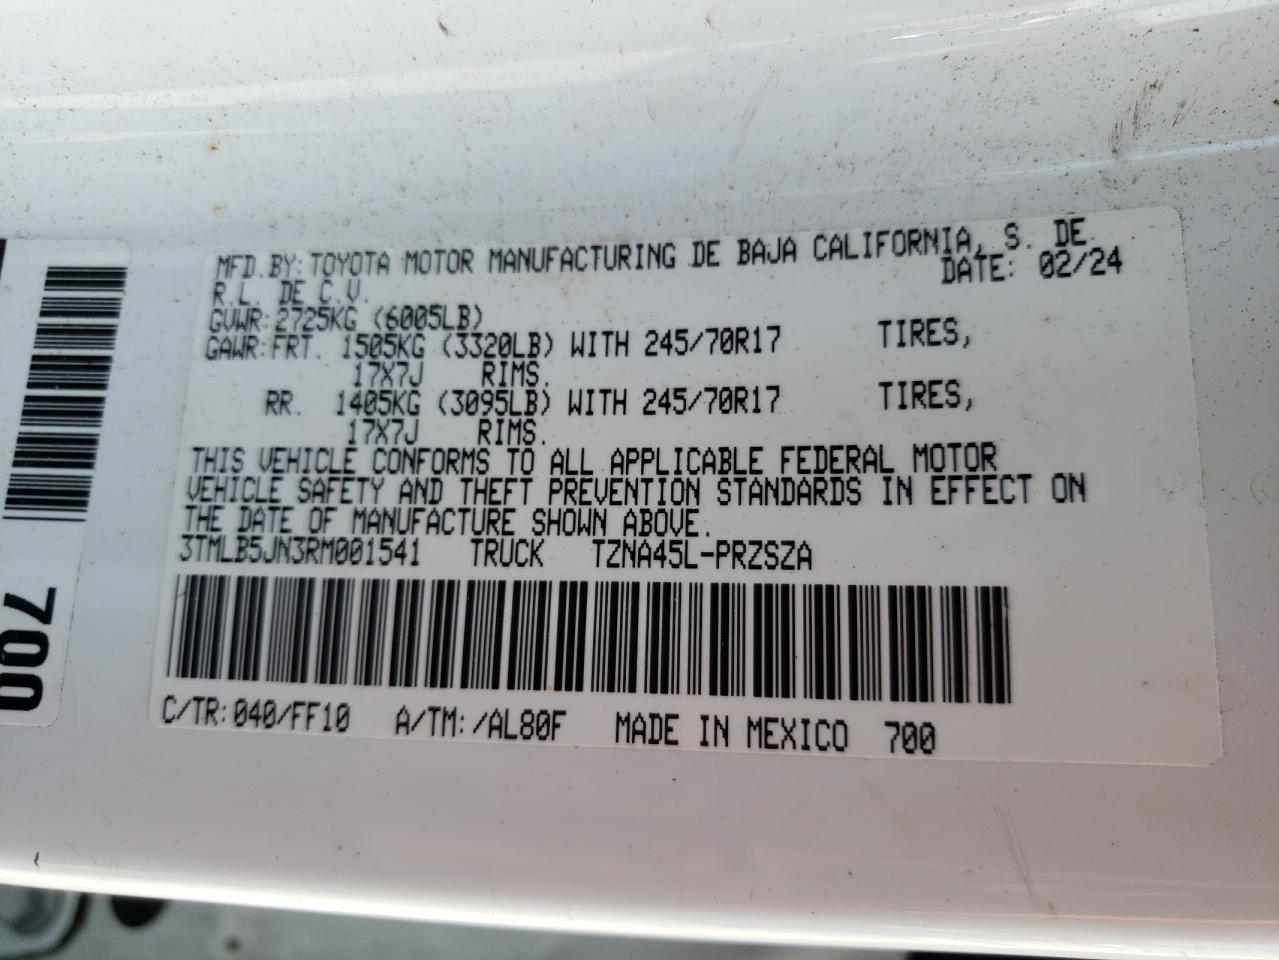 MFD.BY: TOYOTA MOTOR MANUFACTURING DE BAJA CALIFORNIA, S. DE
R.L. DE C.V. DATE: 02/24
GVWR: 2725KG (6005LB)
GAWR: FRT. 1505KG (3320LB) WITH 245/70R17 TIRES,
17X7J RIMS.
RR. 1405KG (3095LB) WITH 245/70R17 TIRES,
17X7J RIMS.
THIS VEHICLE CONFORMS TO ALL APPLICABLE FEDERAL MOTOR
VEHICLE SAFETY AND THEFT PREVENTION STANDARDS IN EFFECT ON
THE DATE OF MANUFACTURE SHOWN ABOVE.
3TMLB5JN3RM001541 TRUCK TZNA45L-PRZSZA
C/TR: 040/FF10 A/TM: /AL80F MADE IN MEXICO 700
700